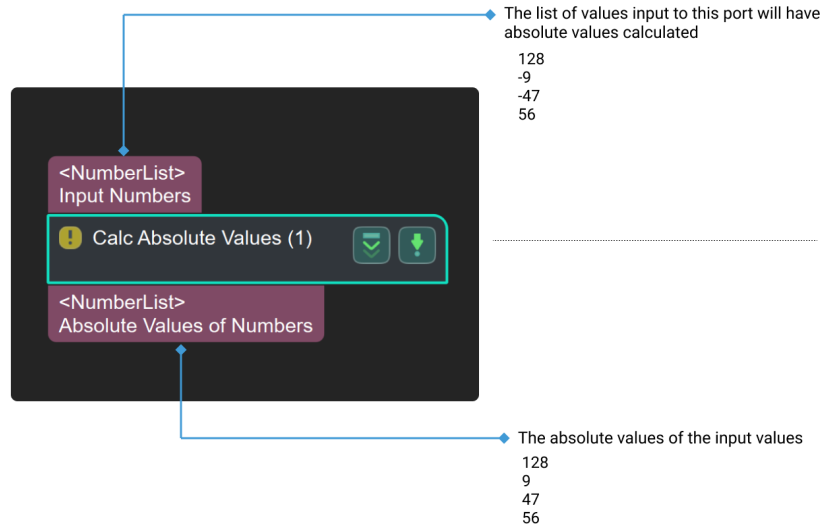 The list of values input to this port will have
absolute values calculated
128
-9
-47
56
<NumberList>
Input Numbers
Calc Absolute Values (1)
<NumberList>
Absolute Values of Numbers
The absolute values of the input values
128
9
47
56